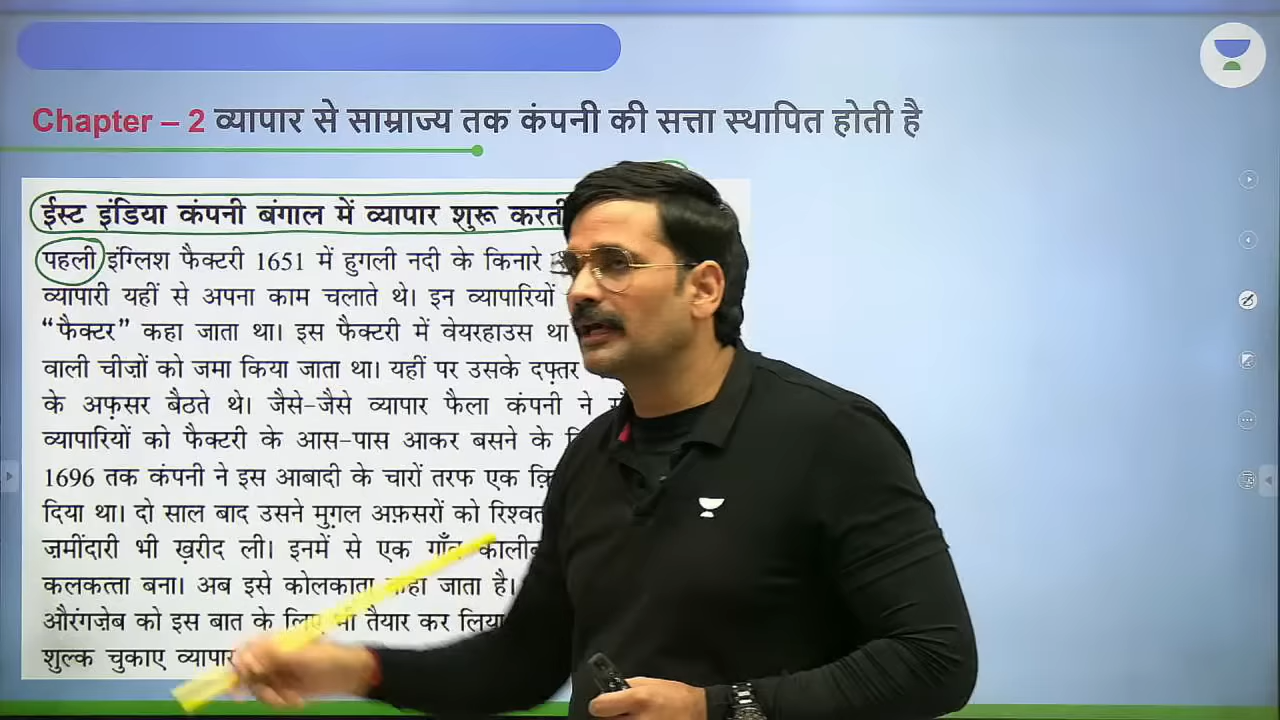 Chapter – 2 व्यापार से साम्राज्य तक कंपनी की सत्ता स्थापित होती है
ईस्ट इंडिया कंपनी बंगाल में व्यापार शुरू करती
पहली इंग्लिश फैक्टरी 1651 में हुगली नदी के किनारे
व्यापारी यहीं से अपना काम चलाते थे। इन व्यापारियों
“फैक्टर” कहा जाता था। इस फैक्टरी में वेयरहाउस था
वाली चीज़ों को जमा किया जाता था। यहीं पर उसके दफ़्तर
के अफ़सर बैठते थे। जैसे-जैसे व्यापार फैला कंपनी ने
व्यापारियों को फैक्टरी के आस-पास आकर बसने के
1696 तक कंपनी ने इस आबादी के चारों तरफ एक
दिया था। दो साल बाद उसने मुग़ल अफ़सरों को
ज़मींदारी भी ख़रीद ली। इनमें से एक गाँव
कलकत्ता बना। अब इसे कोलकाता कहा जाता है।
औरंगज़ेब को इस बात के लिए भी तैयार कर लिया
शुल्क चुकाए व्यापार